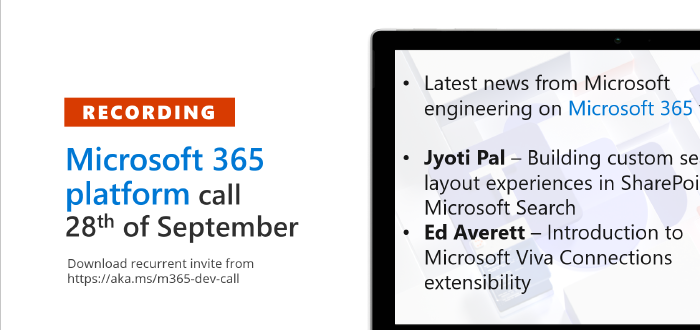 RECORDING
Microsoft 365
platform call
28th of September
Download recurrent invite from
https://aka.ms/m365-dev-call
• Latest news from Microsoft
engineering on Microsoft 365
• Jyoti Pal – Building custom
layout experiences in
Microsoft Search
• Ed Averett – Introduction to
Microsoft Viva Connections
extensibility